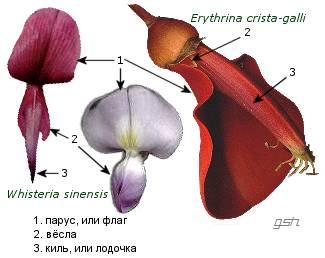 Erythrina crista-galli
2
1
3
2
3
Whisteria sinensis
1. парус, или флаг
2. вёсла
3. киль, или лодочка
gsh